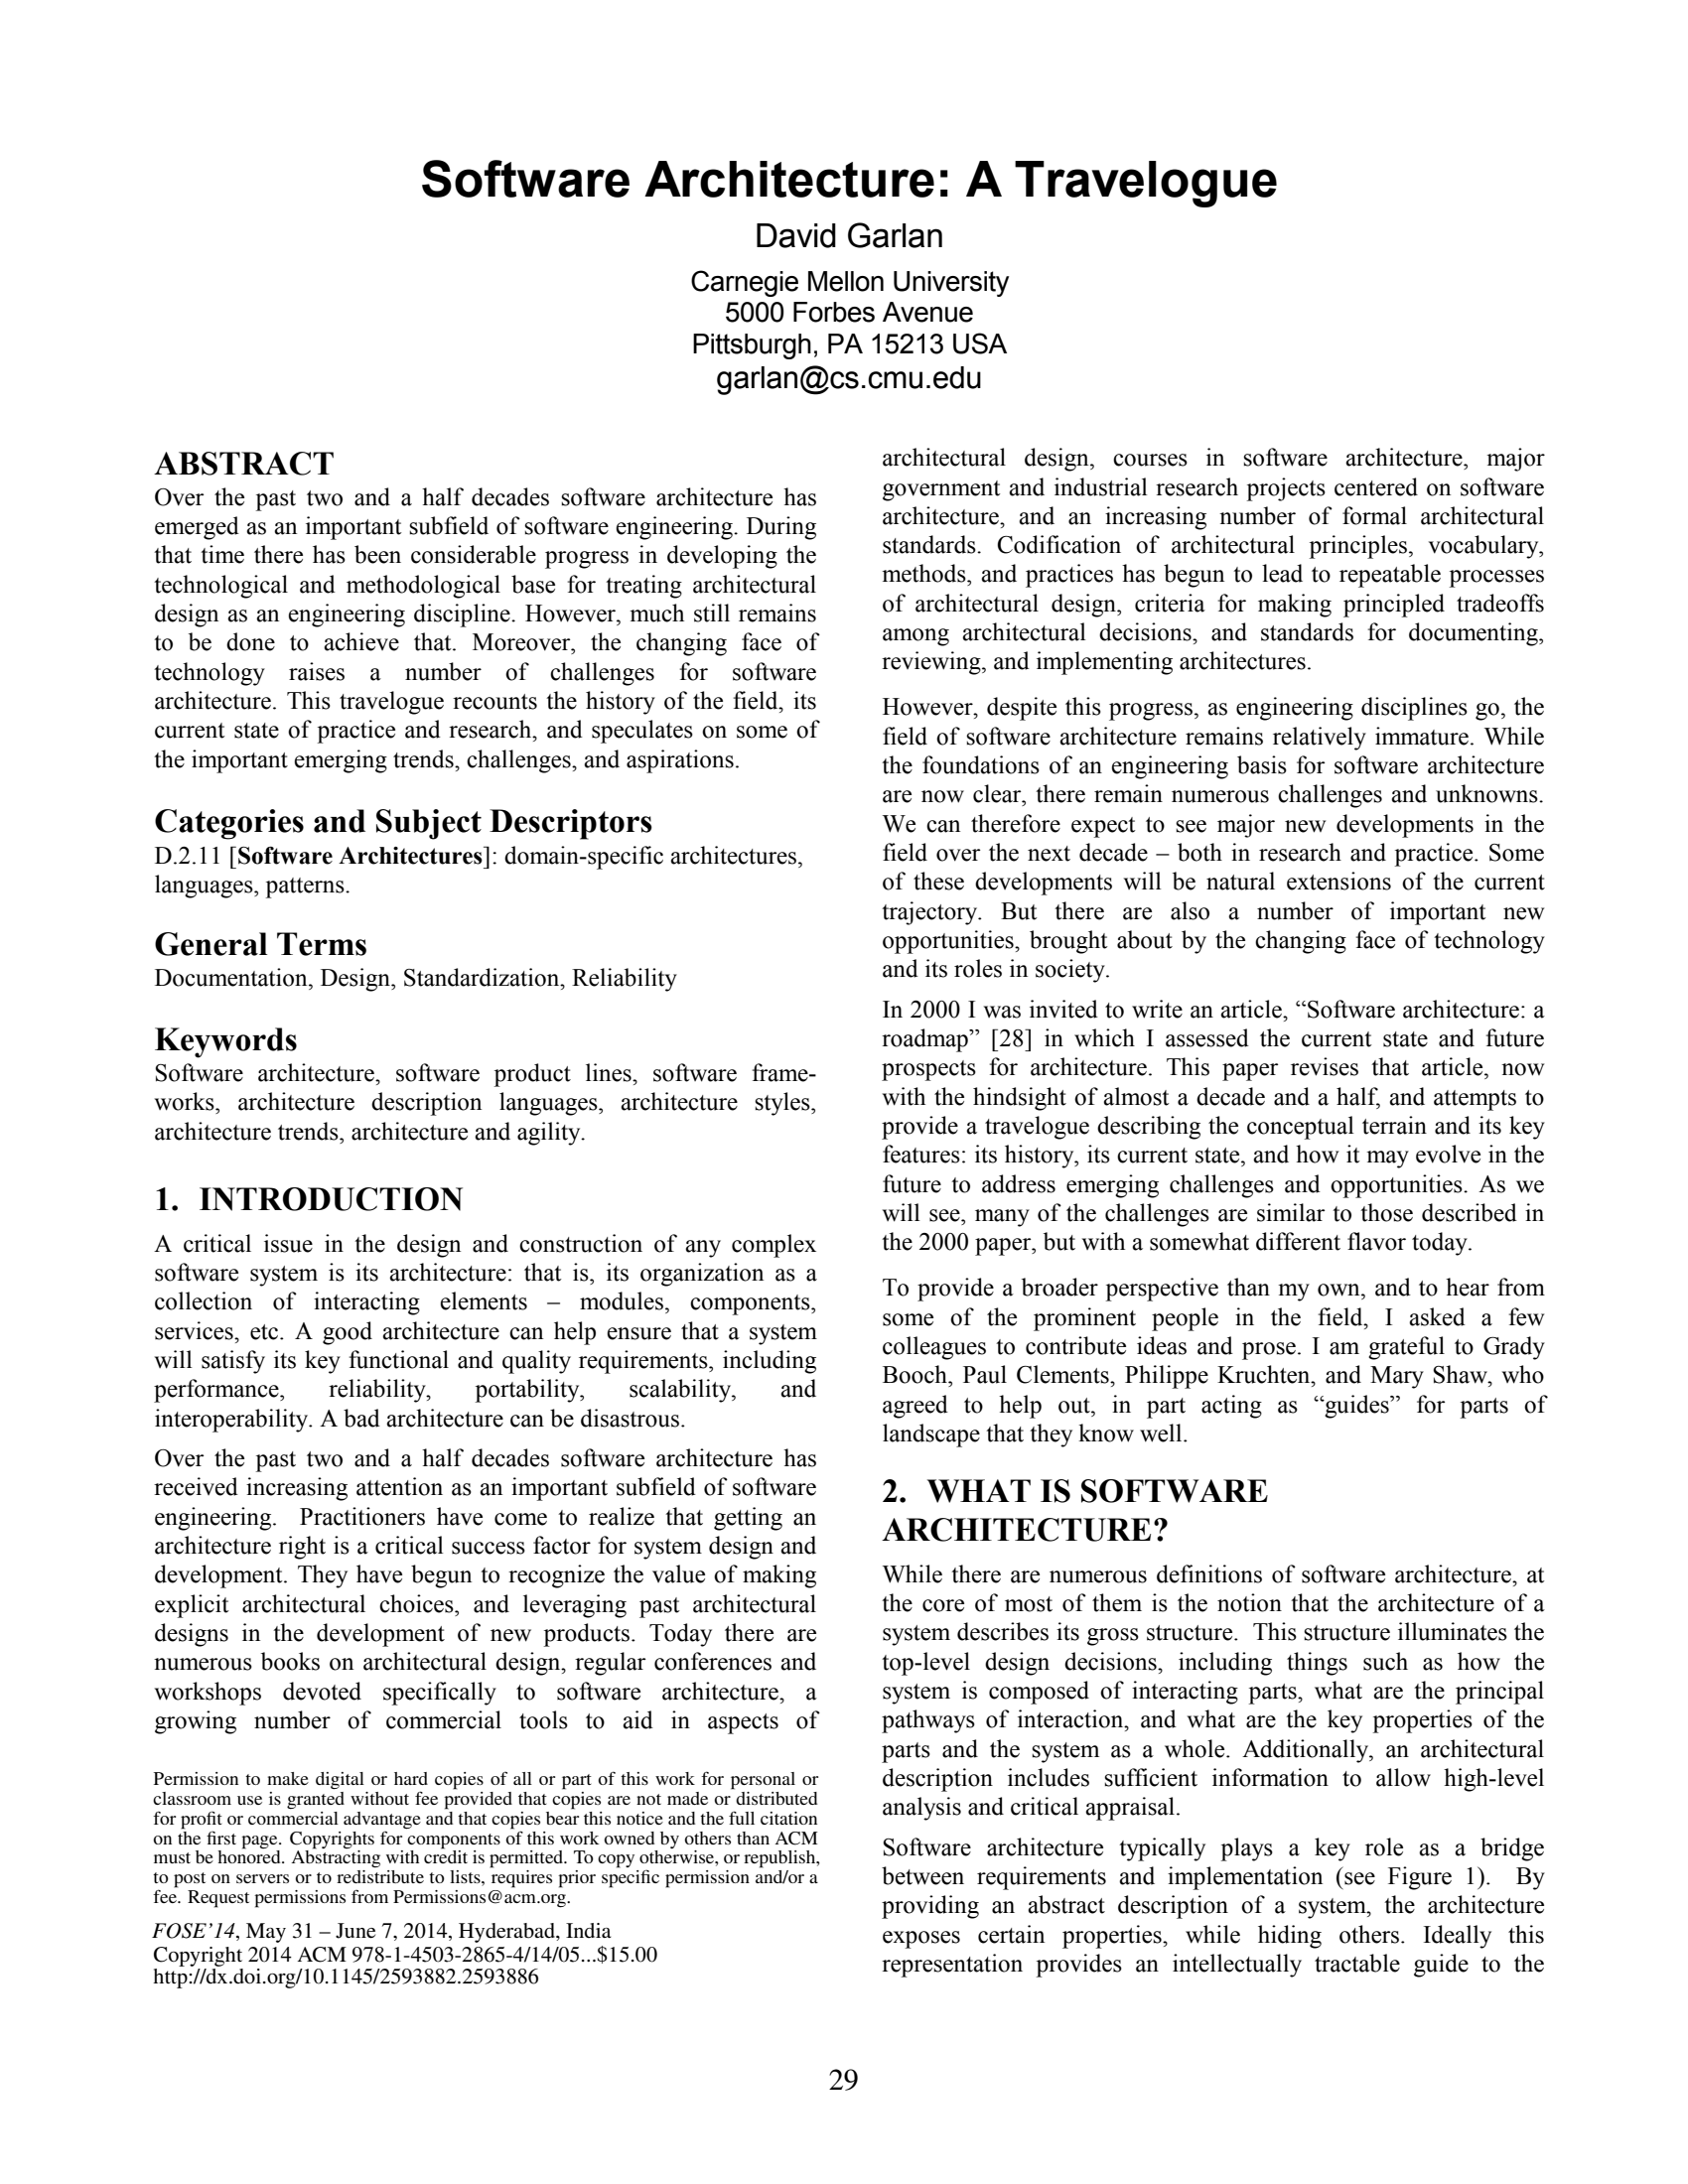 Software Architecture: A Travelogue
David Garlan
Carnegie Mellon University
5000 Forbes Avenue
Pittsburgh, PA 15213 USA
garlan@cs.cmu.edu
ABSTRACT
Over the past two and a half decades software architecture has
emerged as an important subfield of software engineering. During
that time there has been considerable progress in developing the
technological and methodological base for treating architectural
design as an engineering discipline. However, much still remains
to be done to achieve that. Moreover, the changing face of
technology raises a number of challenges for software
architecture. This travelogue recounts the history of the field, its
current state of practice and research, and speculates on some of
the important emerging trends, challenges, and aspirations.
Categories and Subject Descriptors
D.2.11 [Software Architectures]: domain-specific architectures,
languages, patterns.
General Terms
Documentation, Design, Standardization, Reliability
Keywords
Software architecture, software product lines, software frame-
works, architecture description languages, architecture styles,
architecture trends, architecture and agility.
1. INTRODUCTION
A critical issue in the design and construction of any complex
software system is its architecture: that is, its organization as a
collection of interacting elements – modules, components,
services, etc. A good architecture can help ensure that a system
will satisfy its key functional and quality requirements, including
performance, reliability, portability, scalability, and
interoperability. A bad architecture can be disastrous.
Over the past two and a half decades software architecture has
received increasing attention as an important subfield of software
engineering. Practitioners have come to realize that getting an
architecture right is a critical success factor for system design and
development. They have begun to recognize the value of making
explicit architectural choices, and leveraging past architectural
designs in the development of new products. Today there are
numerous books on architectural design, regular conferences and
workshops devoted specifically to software architecture, a
growing number of commercial tools to aid in aspects of
Permission to make digital or hard copies of all or part of this work for personal or
classroom use is granted without fee provided that copies are not made or distributed
for profit or commercial advantage and that copies bear this notice and the full citation
on the first page. Copyrights for components of this work owned by others than ACM
must be honored. Abstracting with credit is permitted. To copy otherwise, or republish,
to post on servers or to redistribute to lists, requires prior specific permission and/or a
fee. Request permissions from Permissions@acm.org.
FOSE'14, May 31 – June 7, 2014, Hyderabad, India
Copyright 2014 ACM 978-1-4503-2865-4/14/05...$15.00
http://dx.doi.org/10.1145/2593882.2593886
architectural design, courses in software architecture, major
government and industrial research projects centered on software
architecture, and an increasing number of formal architectural
standards. Codification of architectural principles, vocabulary,
methods, and practices has begun to lead to repeatable processes
of architectural design, criteria for making principled tradeoffs
among architectural decisions, and standards for documenting,
reviewing, and implementing architectures.
However, despite this progress, as engineering disciplines go, the
field of software architecture remains relatively immature. While
the foundations of an engineering basis for software architecture
are now clear, there remain numerous challenges and unknowns.
We can therefore expect to see major new developments in the
field over the next decade – both in research and practice. Some
of these developments will be natural extensions of the current
trajectory. But there are also a number of important new
opportunities, brought about by the changing face of technology
and its roles in society.
In 2000 I was invited to write an article, “Software architecture: a
roadmap” [28] in which I assessed the current state and future
prospects for architecture. This paper revises that article, now
with the hindsight of almost a decade and a half, and attempts to
provide a travelogue describing the conceptual terrain and its key
features: its history, its current state, and how it may evolve in the
future to address emerging challenges and opportunities. As we
will see, many of the challenges are similar to those described in
the 2000 paper, but with a somewhat different flavor today.
To provide a broader perspective than my own, and to hear from
some of the prominent people in the field, I asked a few
colleagues to contribute ideas and prose. I am grateful to Grady
Booch, Paul Clements, Philippe Kruchten, and Mary Shaw, who
agreed to help out, in part acting as “guides” for parts of
landscape that they know well.
2. WHAT IS SOFTWARE
ARCHITECTURE?
While there are numerous definitions of software architecture, at
the core of most of them is the notion that the architecture of a
system describes its gross structure. This structure illuminates the
top-level design decisions, including things such as how the
system is composed of interacting parts, what are the principal
pathways of interaction, and what are the key properties of the
parts and the system as a whole. Additionally, an architectural
description includes sufficient information to allow high-level
analysis and critical appraisal.
Software architecture typically plays a key role as a bridge
between requirements and implementation (see Figure 1). By
providing an abstract description of a system, the architecture
exposes certain properties, while hiding others. Ideally this
representation provides an intellectually tractable guide to the
29